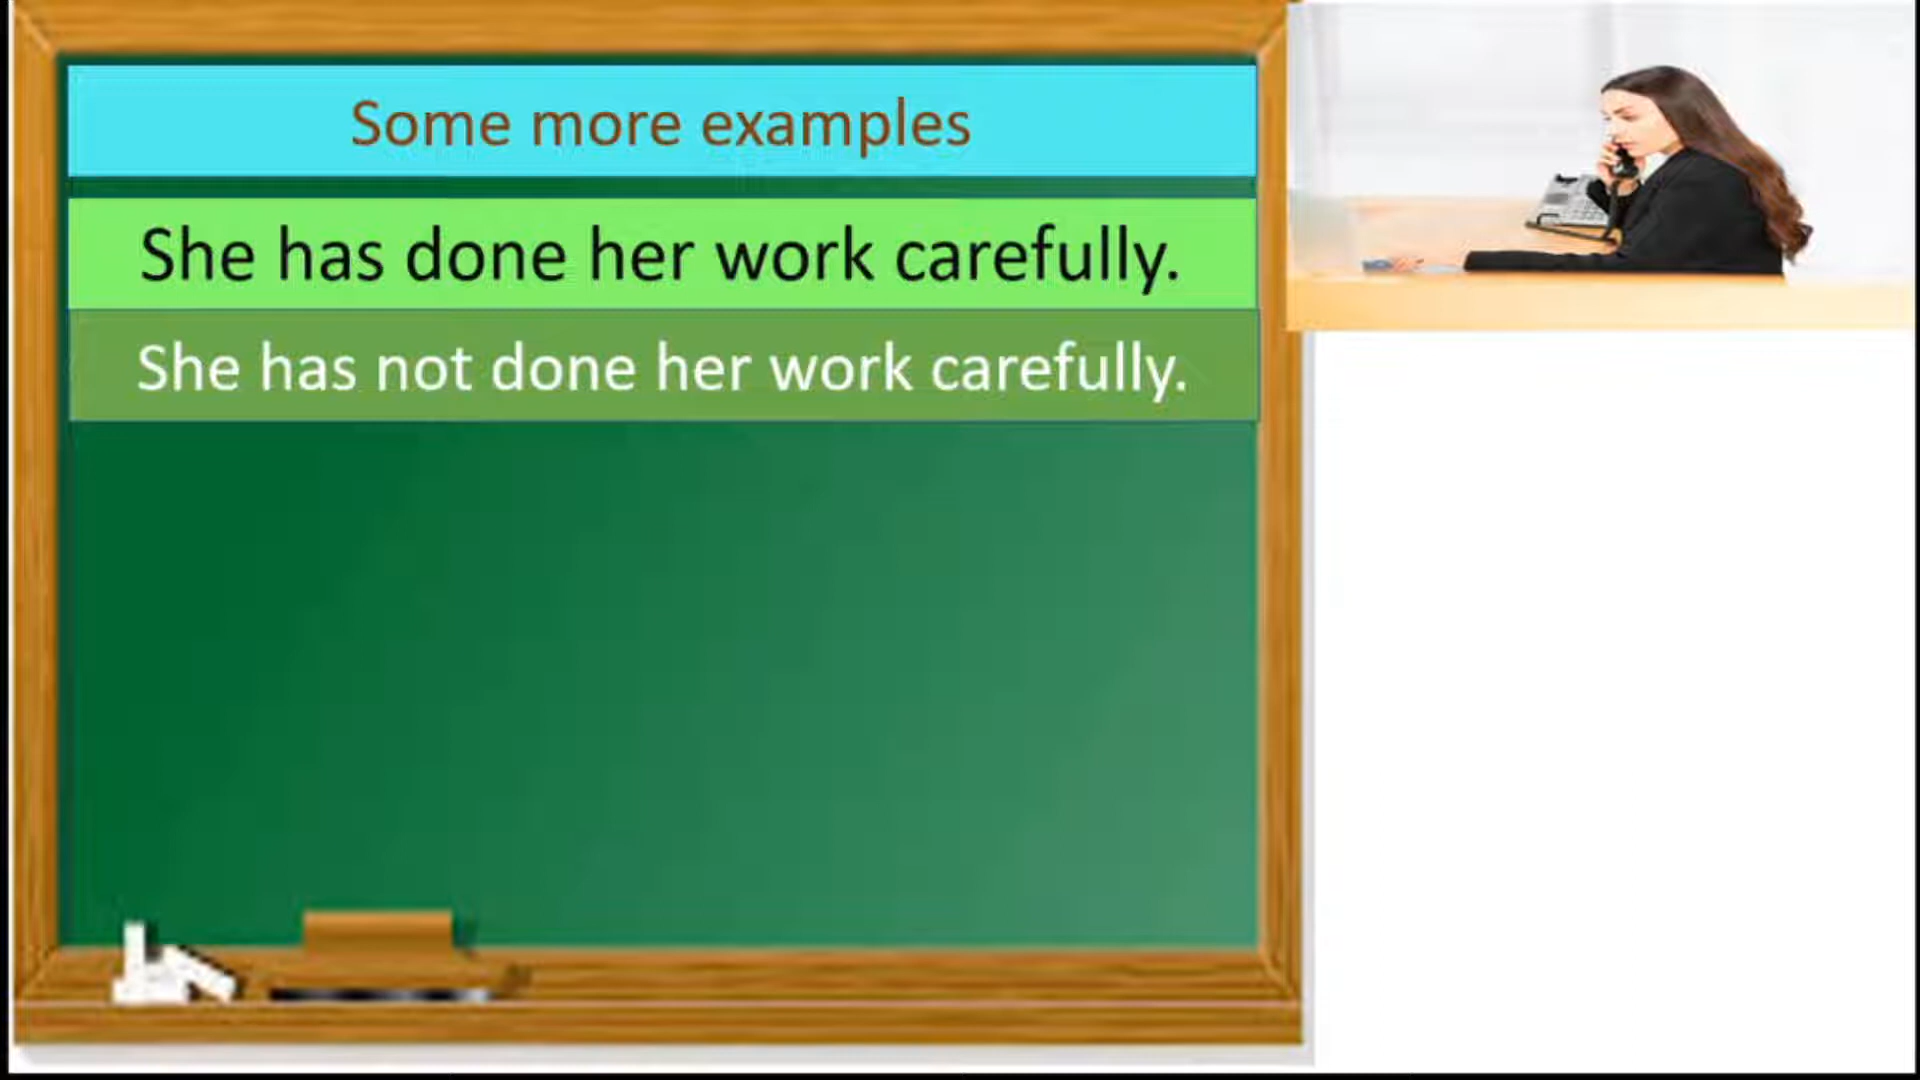 Some more examples
She has done her work carefully.
She has not done her work carefully.